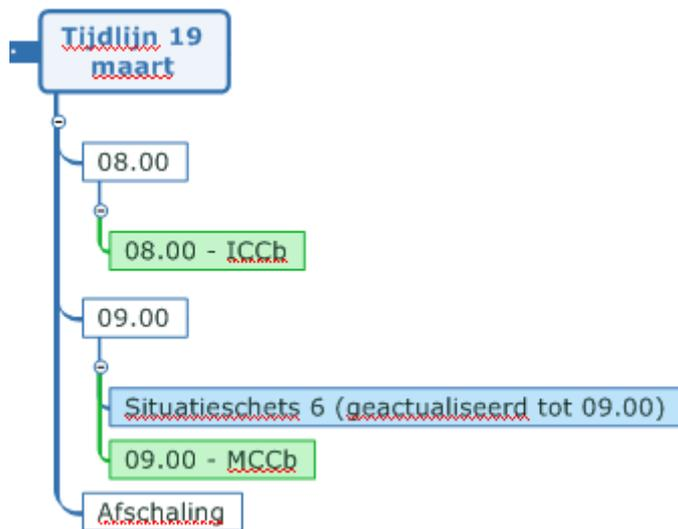 Tijdlijn 19
maart
08.00
08.00 - ICCb
09.00
Situatieschets 6 (geactualiseerd tot 09.00)
09.00 - MCCb
Afschaling